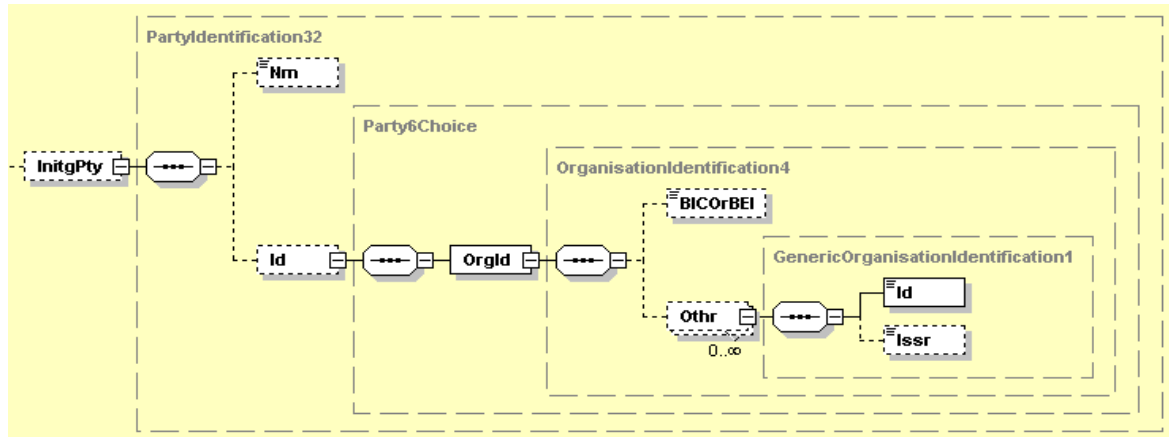 PartyIdentification32
Nm
Party6Choice
InitgPty
OrganisationIdentification4
BICOrBEI
Id
OrgId
GenericOrganisationIdentification1
Id
Othr
0..∞
Issr